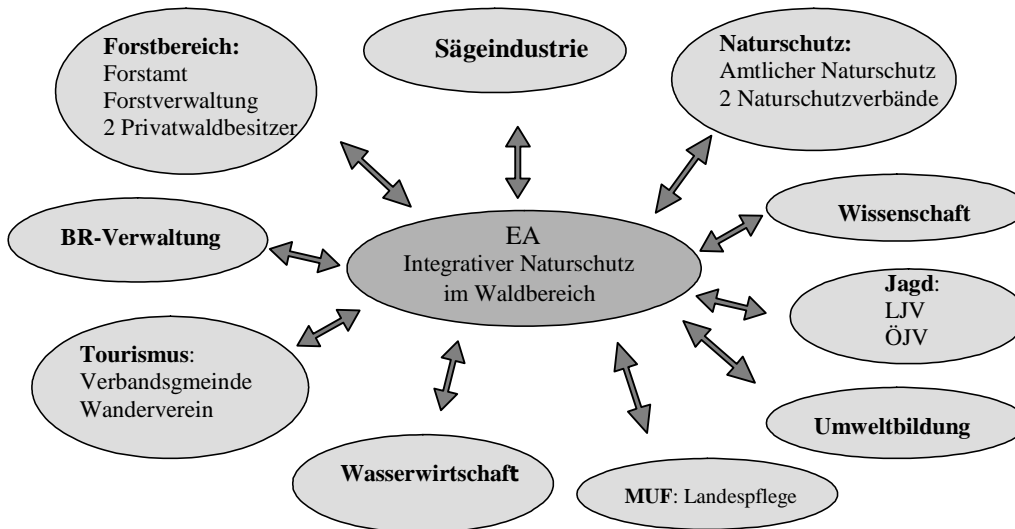 Forstbereich:
Forstamt
Forstverwaltung
2 Privatwaldbesitzer
Sägeindustrie
Naturschutz:
Amtlicher Naturschutz
2 Naturschutzverbände
BR-Verwaltung
EA
Integrativer Naturschutz
im Waldbereich
Wissenschaft
Jagd:
LJV
ÖJV
Tourismus:
Verbandsgmeinde
Wanderverein
Umweltbildung
Wasserwirtschaft
MUF: Landespflege